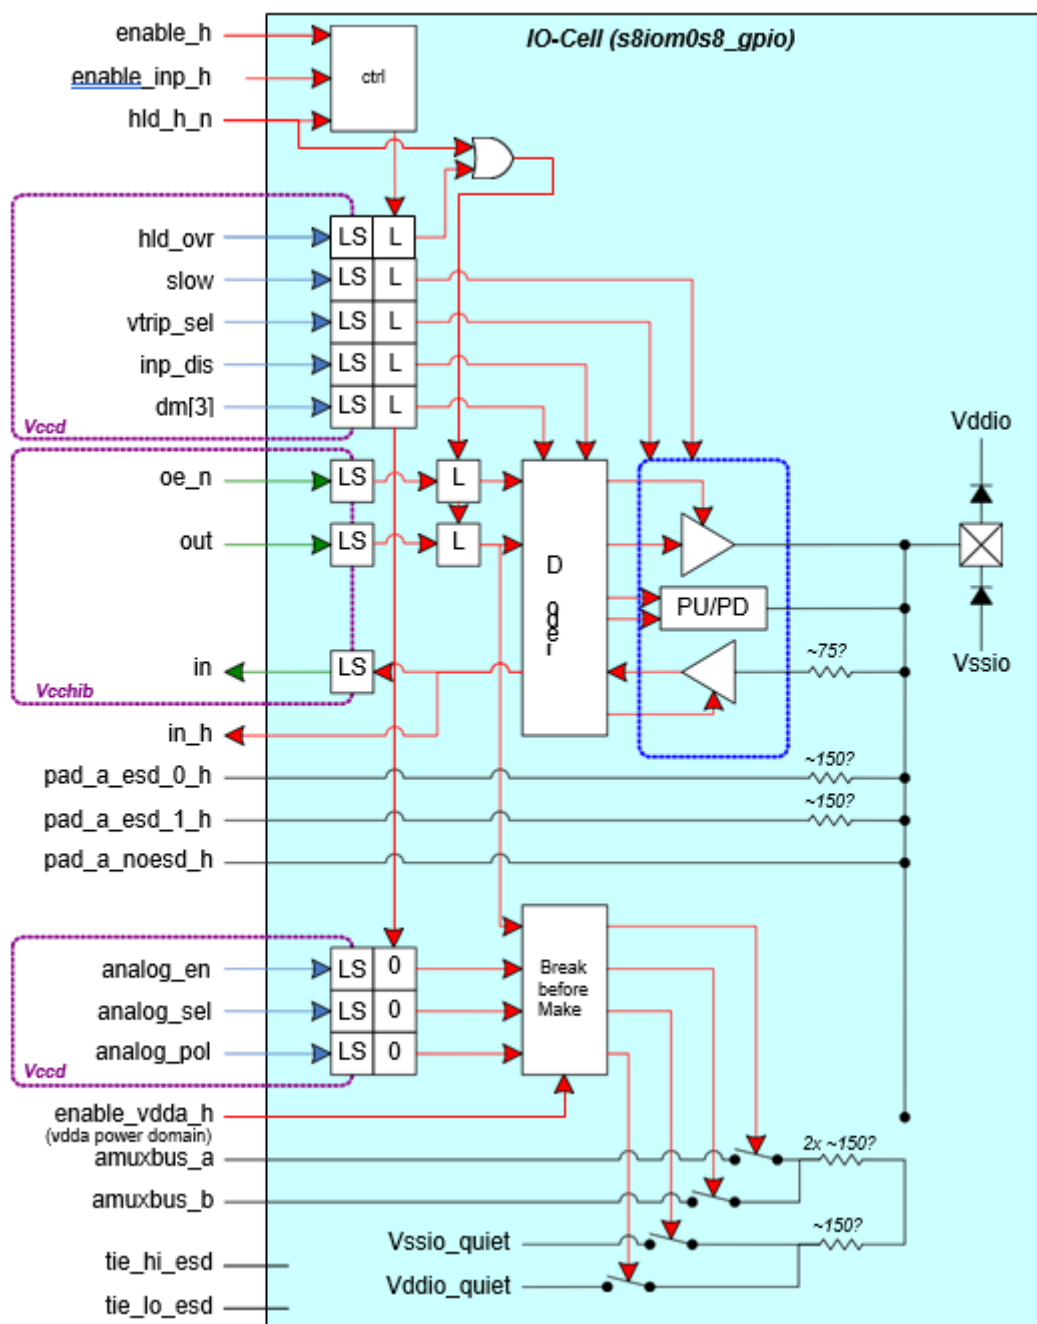 IO-Cell (s8iom0s8_gpio)
enable_h
enable_inp_h
ctrl
hld_h_n
hld_ovr
LS
L
slow
LS
L
vtrip_sel
LS
L
inp_dis
LS
L
dm[3]
LS
L
Vccd
Vddio
oe_n
LS
L
out
LS
L
D
oder
PU/PD
in
LS
~75?
Vssio
Vcchib
in_h
pad_a_esd_0_h
~150?
pad_a_esd_1_h
~150?
pad_a_noesd_h
analog_en
LS
0
analog_sel
LS
0
analog_pol
LS
0
Break
before
Make
Vccd
enable_vdda_h
(vdda power domain)
amuxbus_a
2x ~150?
amuxbus_b
Vssio_quiet
~150?
Vddio_quiet
tie_hi_esd
tie_lo_esd